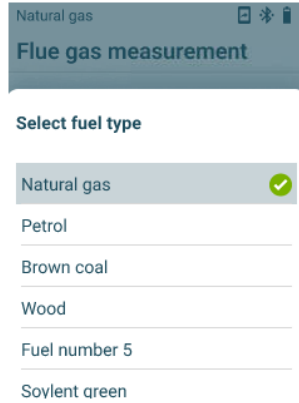 Natural gas
Flue gas measurement
Select fuel type
Natural gas
Petrol
Brown coal
Wood
Fuel number 5
Soylent green